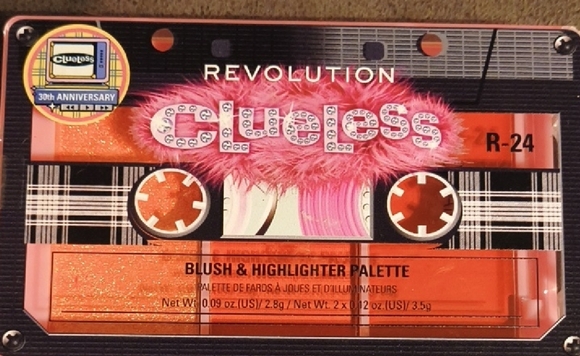 Clueless
30th ANNIVERSARY
REVOLUTION
CLUELESS
R-24
BLUSH & HIGHLIGHTER PALETTE
PALETTE DE FARDS À JOUES ET D'ILLUMINATEURS
Net Wt. 0.09 oz.(US)/ 2.8g / Net Wt. 2 x 0.12 oz.(US)/ 3.5g